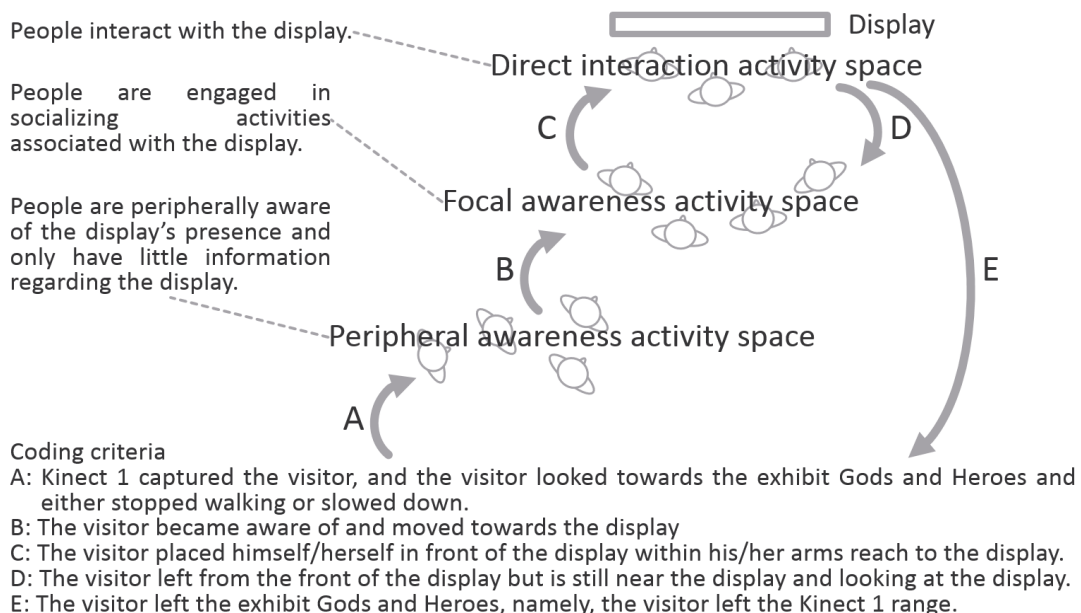 People interact with the display.
Display
Direct interaction activity space
People are engaged in
socializing activities
associated with the display.
C
D
Focal awareness activity space
People are peripherally aware
of the display’s presence and
only have little information
regarding the display.
B
E
Peripheral awareness activity space
A
Coding criteria
A: Kinect 1 captured the visitor, and the visitor looked towards the exhibit Gods and Heroes and
either stopped walking or slowed down.
B: The visitor became aware of and moved towards the display
C: The visitor placed himself/herself in front of the display within his/her arms reach to the display.
D: The visitor left from the front of the display but is still near the display and looking at the display.
E: The visitor left the exhibit Gods and Heroes, namely, the visitor left the Kinect 1 range.